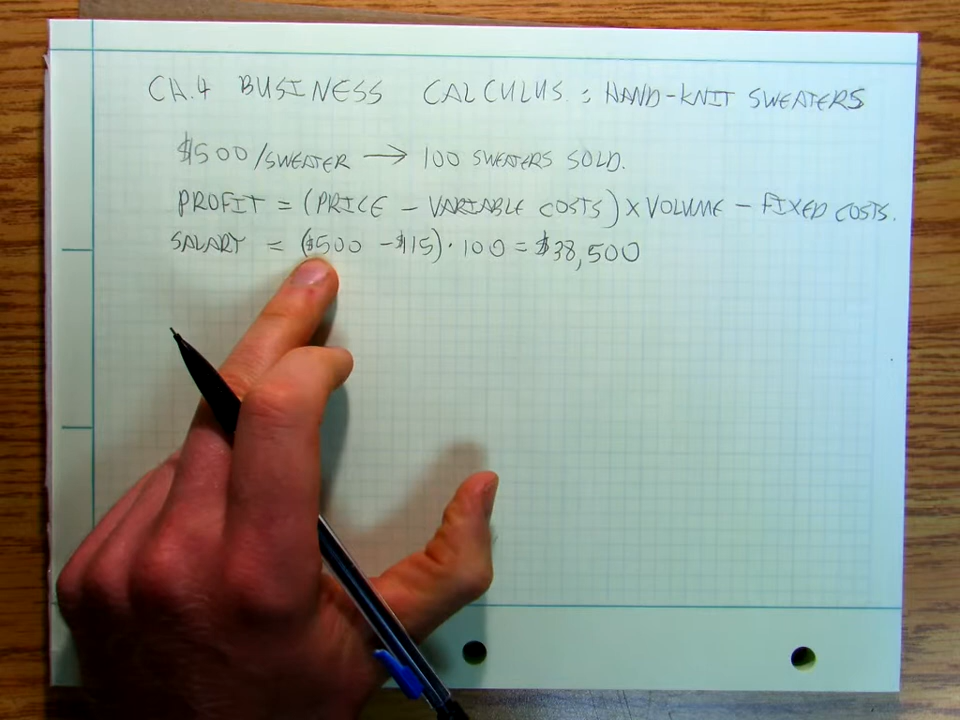 CH.4 BUSINESS CALCULUS : HAND-KNIT SWEATERS
$500/SWEATER → 100 SWEATERS SOLD.
PROFIT = (PRICE - VARIABLE COSTS) × VOLUME - FIXED COSTS.
SALARY = ($500 - $115) · 100 = $38,500